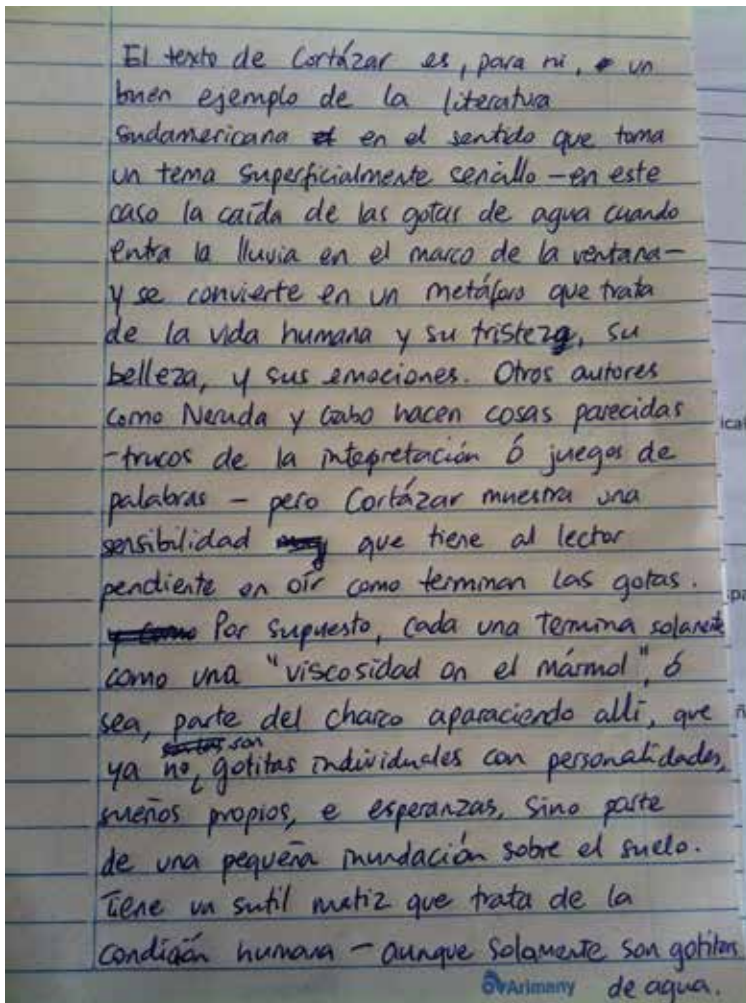 El texto de Cortázar es, para mi, un
buen ejemplo de la literatura
sudamericana en el sentido que toma
un tema superficialmente sencillo – en este
caso la caída de las gotas de agua cuando
entra la lluvia en el marco de la ventana –
y se convierte en un metáforo que trata
de la vida humana y su tristeza, su
belleza, y sus emociones. Otros autores
como Neruda y Gabo hacen cosas parecidas
– trucos de la intepretación ó juegos de
palabras – pero Cortázar muestra una
sensibilidad que tiene al lector
pendiente en oír como terminan las gotas.
Por supuesto, cada una termina solamente
como una "viscosidad en el mármol", ó
sea, parte del charco aparaciendo allí, que
ya no son gotitas individuales con personalidades,
sueños propios, e esperanzas, sino parte
de una pequeña inundación sobre el suelo.
Tiene un sutil matiz que trata de la
condición humana – aunque solamente son gotitas
Arimany de agua.